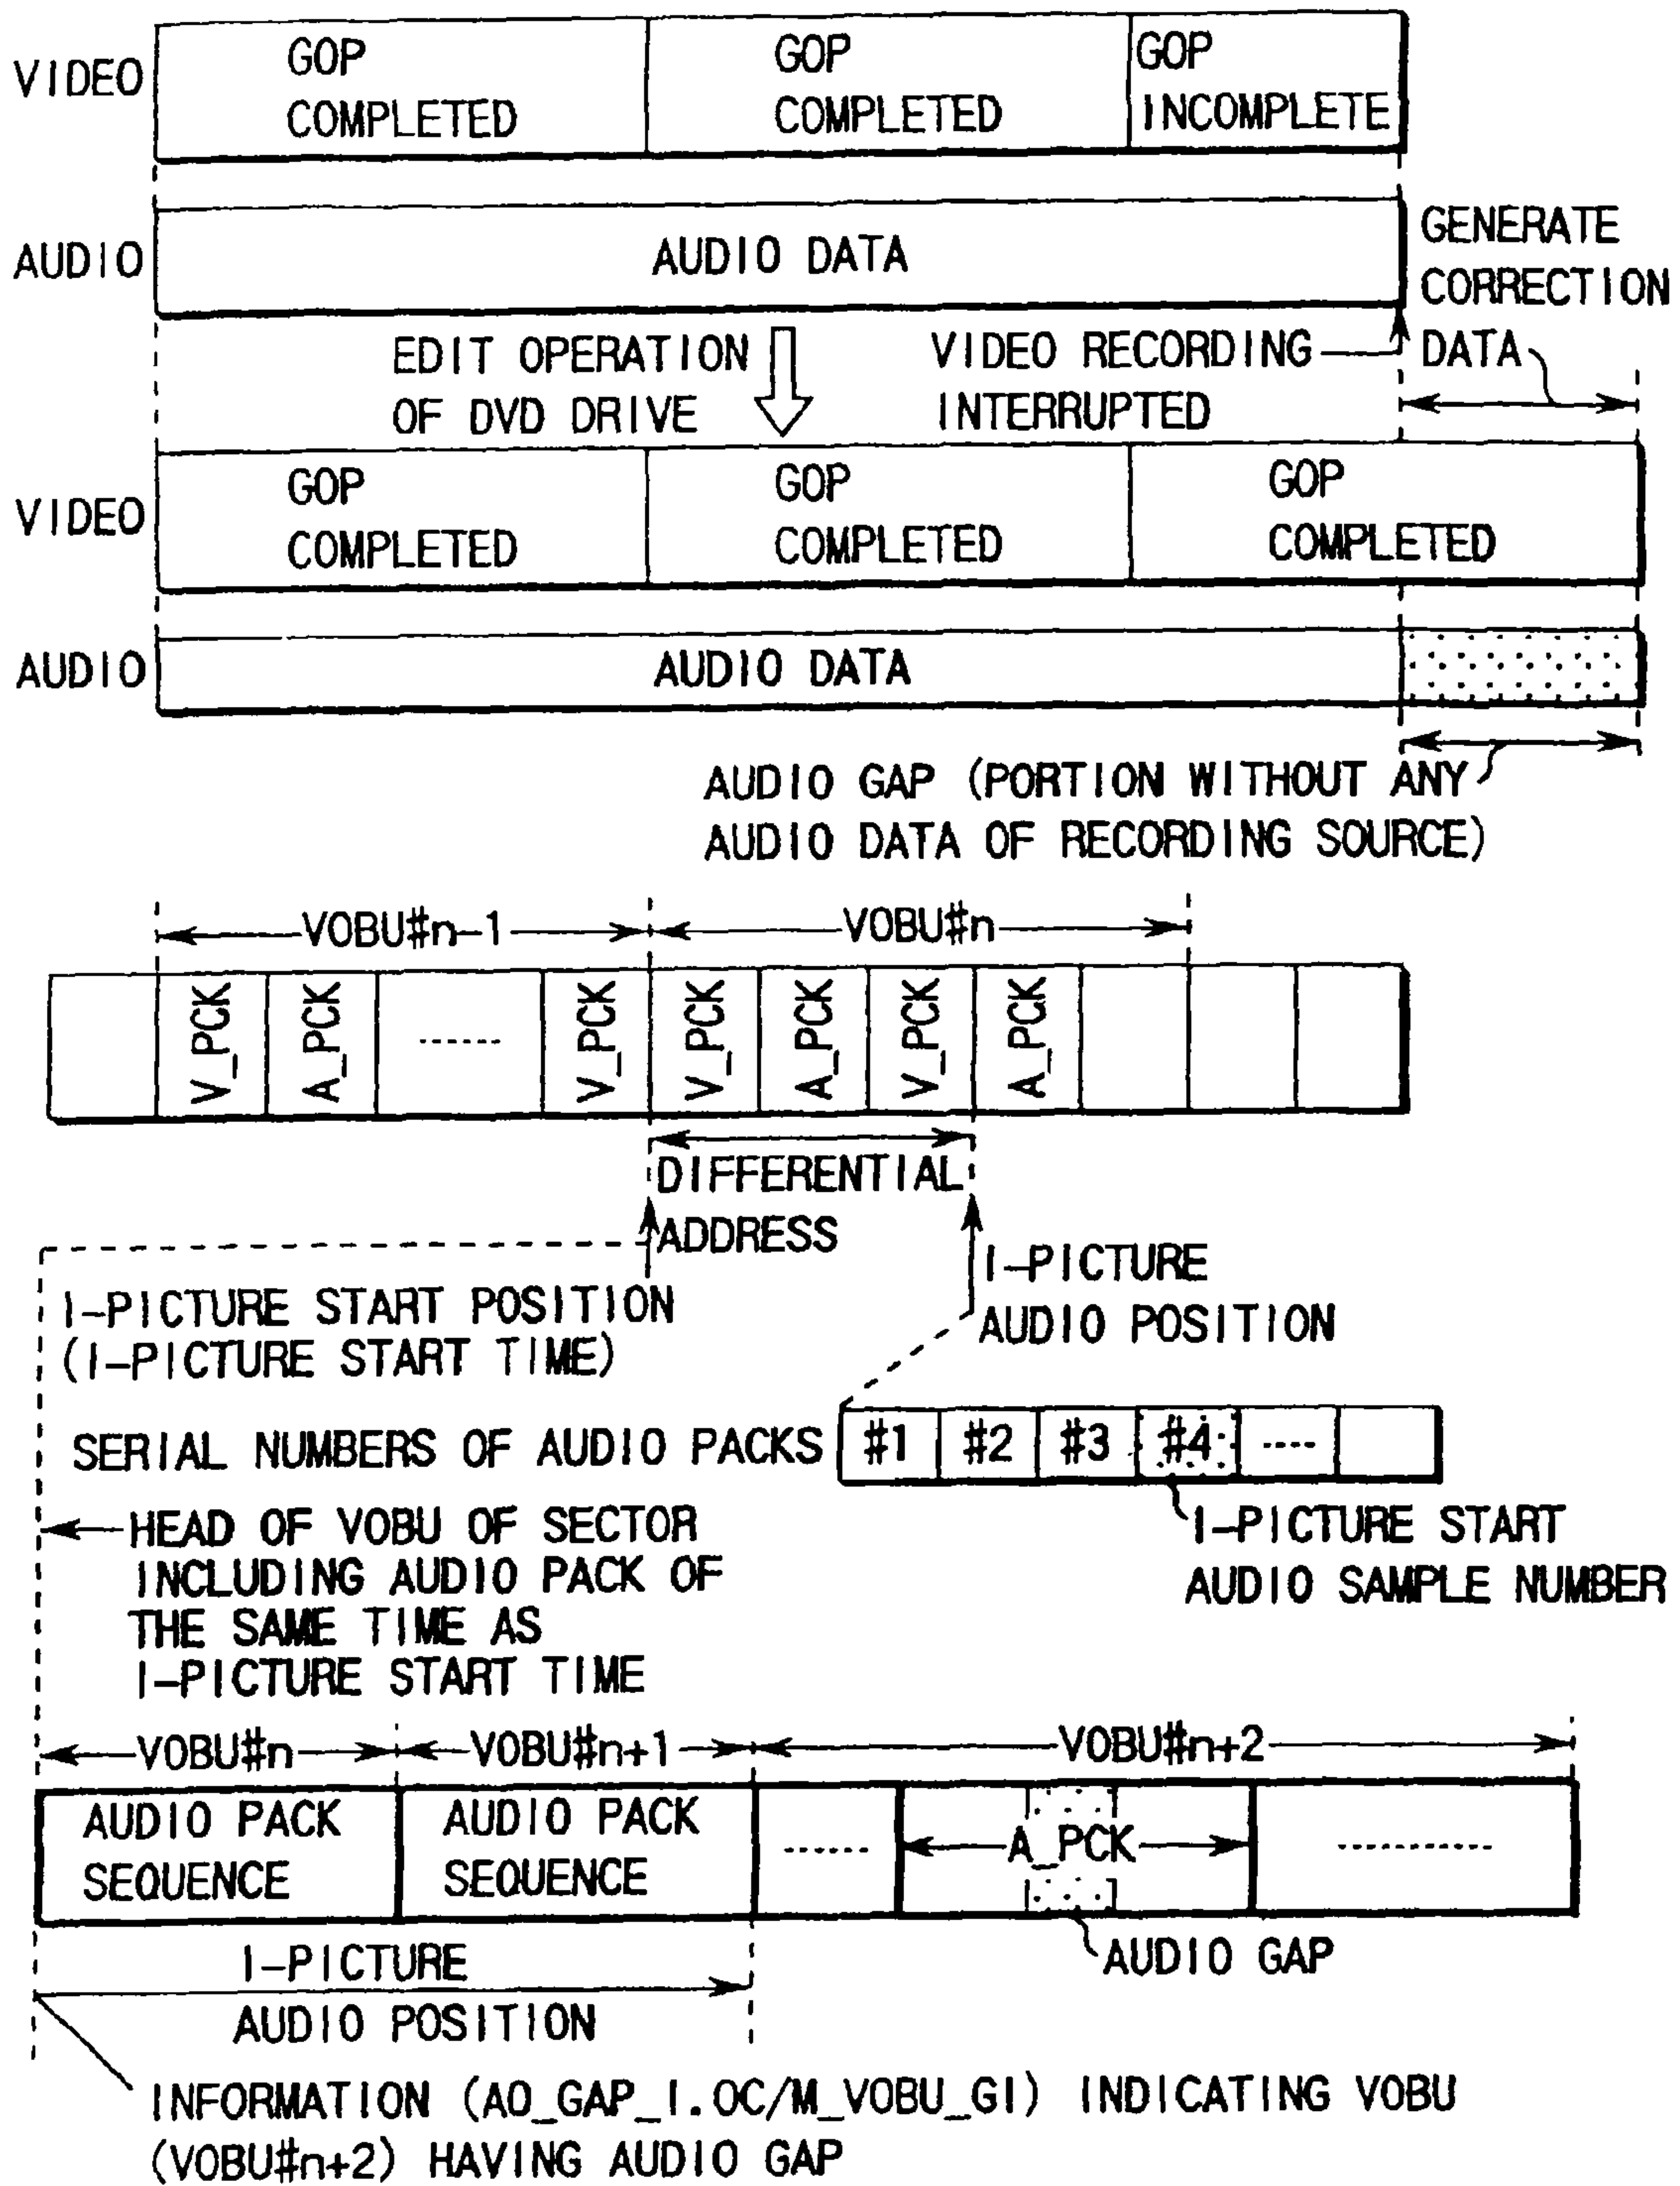 VIDEO
GOP
COMPLETED
GOP
COMPLETED
GOP
INCOMPLETE
AUDIO
AUDIO DATA
GENERATE
CORRECTION
DATA
EDIT OPERATION
OF DVD DRIVE
VIDEO RECORDING
INTERRUPTED
VIDEO
GOP
COMPLETED
GOP
COMPLETED
GOP
COMPLETED
AUDIO
AUDIO DATA
AUDIO GAP (PORTION WITHOUT ANY
AUDIO DATA OF RECORDING SOURCE)
VOBU#n-1
VOBU#n
V_PCK
A_PCK
V_PCK
V_PCK
A_PCK
V_PCK
A_PCK
DIFFERENTIAL
ADDRESS
I-PICTURE START POSITION
(I-PICTURE START TIME)
I-PICTURE
AUDIO POSITION
SERIAL NUMBERS OF AUDIO PACKS
#1 #2 #3 #4
I-PICTURE START
AUDIO SAMPLE NUMBER
HEAD OF VOBU OF SECTOR
INCLUDING AUDIO PACK OF
THE SAME TIME AS
I-PICTURE START TIME
VOBU#n
VOBU#n+1
VOBU#n+2
AUDIO PACK
SEQUENCE
AUDIO PACK
SEQUENCE
A_PCK
AUDIO GAP
I-PICTURE
AUDIO POSITION
INFORMATION (A0_GAP_I.OC/M_VOBU_GI) INDICATING VOBU
(VOBU#n+2) HAVING AUDIO GAP